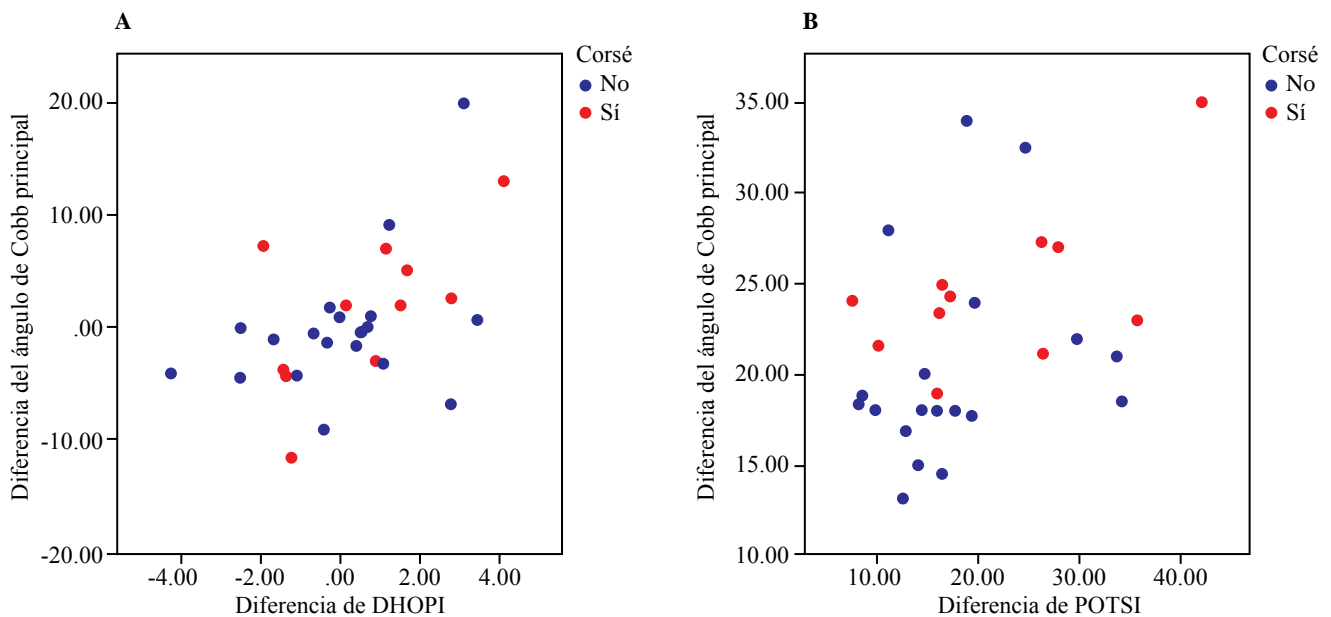 A
Diferencia del ángulo de Cobb principal
20.00
10.00
.00
-10.00
-20.00
-4.00 -2.00 .00 2.00 4.00
Diferencia de DHOPI
Corsé
No
Sí
B
Diferencia del ángulo de Cobb principal
35.00
30.00
25.00
20.00
15.00
10.00
10.00 20.00 30.00 40.00
Diferencia de POTSI
Corsé
No
Sí